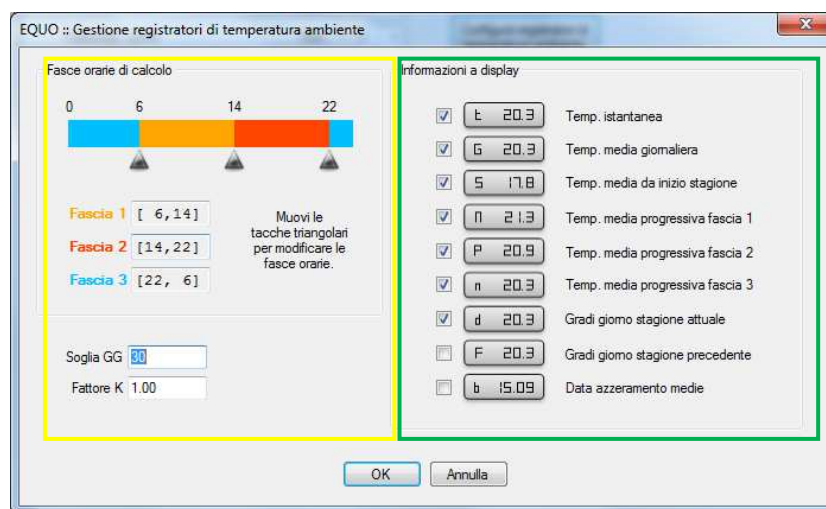 EQUO :: Gestione registratori di temperatura ambiente
Fasce orarie di calcolo
0 6 14 22
Fascia 1 [ 6,14]
Fascia 2 [14,22]
Fascia 3 [22, 6]
Muovi le
tacche triangolari
per modificare le
fasce orarie.
Soglia GG 30
Fattore K 1.00
Informazioni a display
t 20.3 Temp. istantanea
G 20.3 Temp. media giornaliera
S 17.8 Temp. media da inizio stagione
П 21.3 Temp. media progressiva fascia 1
P 20.9 Temp. media progressiva fascia 2
n 20.3 Temp. media progressiva fascia 3
d 20.3 Gradi giorno stagione attuale
F 20.3 Gradi giorno stagione precedente
b 15.09 Data azzeramento medie
OK Annulla